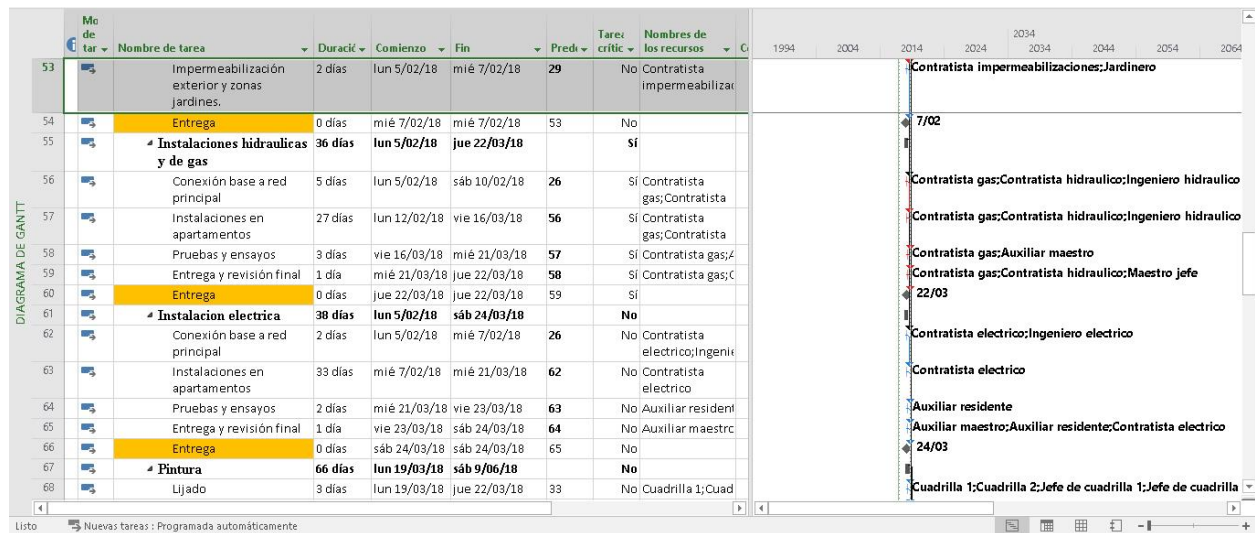 Mo de tar Nombre de tarea Duració Comienzo Fin Prede Tarea crític Nombres de los recursos
2034
1994 2004 2014 2024 2034 2044 2054 2064
DIAGRAMA DE GANTT
53 Impermeabilización exterior y zonas jardines. 2 días lun 5/02/18 mié 7/02/18 29 No Contratista impermeabilizac Contratista impermeabilizaciones;Jardinero
54 Entrega 0 días mié 7/02/18 mié 7/02/18 53 No 7/02
55 Instalaciones hidraulicas y de gas 36 días lun 5/02/18 jue 22/03/18 Sí
56 Conexión base a red principal 5 días lun 5/02/18 sáb 10/02/18 26 Sí Contratista gas;Contratista Contratista gas;Contratista hidraulico;Ingeniero hidraulico
57 Instalaciones en apartamentos 27 días lun 12/02/18 vie 16/03/18 56 Sí Contratista gas;Contratista Contratista gas;Contratista hidraulico;Ingeniero hidraulico
58 Pruebas y ensayos 3 días vie 16/03/18 mié 21/03/18 57 Sí Contratista gas;A Contratista gas;Auxiliar maestro
59 Entrega y revisión final 1 día mié 21/03/18 jue 22/03/18 58 Sí Contratista gas;C Contratista gas;Contratista hidraulico;Maestro jefe
60 Entrega 0 días jue 22/03/18 jue 22/03/18 59 Sí 22/03
61 Instalacion electrica 38 días lun 5/02/18 sáb 24/03/18 No
62 Conexión base a red principal 2 días lun 5/02/18 mié 7/02/18 26 No Contratista electrico;Ingenie Contratista electrico;Ingeniero electrico
63 Instalaciones en apartamentos 33 días mié 7/02/18 mié 21/03/18 62 No Contratista electrico Contratista electrico
64 Pruebas y ensayos 2 días mié 21/03/18 vie 23/03/18 63 No Auxiliar resident Auxiliar residente
65 Entrega y revisión final 1 día vie 23/03/18 sáb 24/03/18 64 No Auxiliar maestro Auxiliar maestro;Auxiliar residente;Contratista electrico
66 Entrega 0 días sáb 24/03/18 sáb 24/03/18 65 No 24/03
67 Pintura 66 días lun 19/03/18 sáb 9/06/18 No
68 Lijado 3 días lun 19/03/18 jue 22/03/18 33 No Cuadrilla 1;Cuad Cuadrilla 1;Cuadrilla 2;Jefe de cuadrilla 1;Jefe de cuadrilla
Listo Nuevas tareas : Programada automáticamente